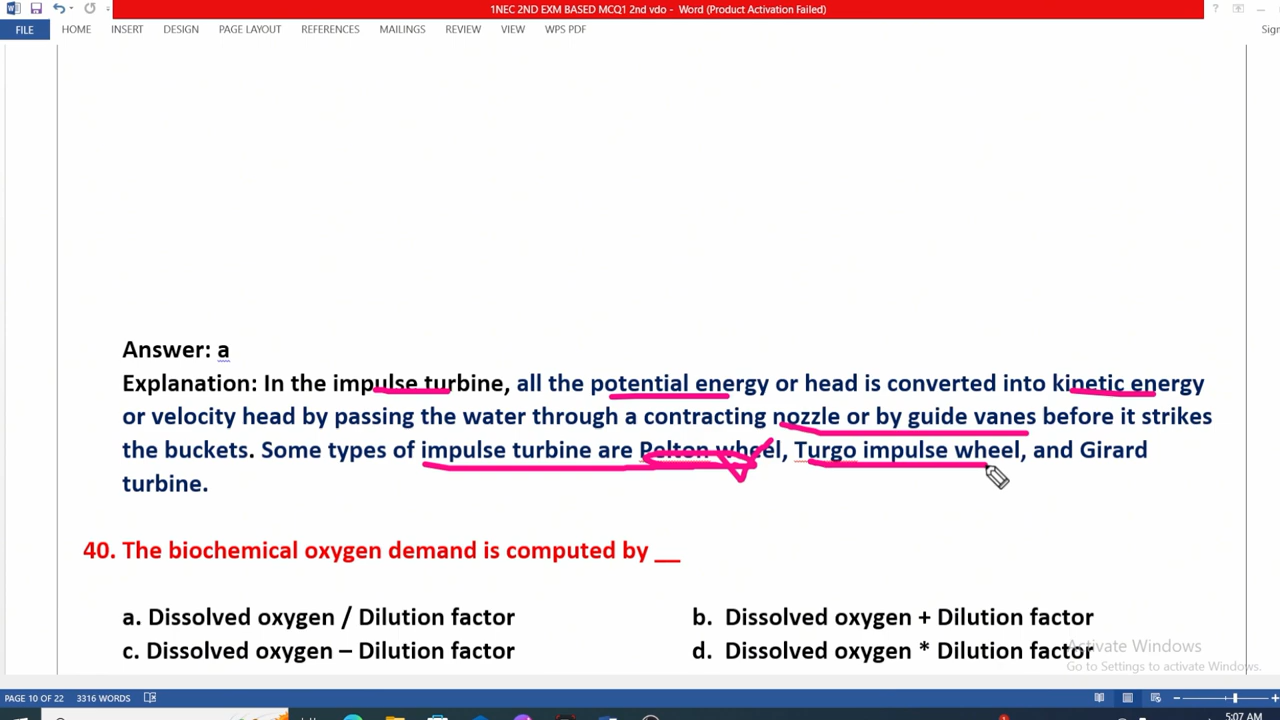 1NEC 2ND EXM BASED MCQ1 2nd vdo - Word (Product Activation Failed)
FILE HOME INSERT DESIGN PAGE LAYOUT REFERENCES MAILINGS REVIEW VIEW WPS PDF
Answer: a
Explanation: In the impulse turbine, all the potential energy or head is converted into kinetic energy
or velocity head by passing the water through a contracting nozzle or by guide vanes before it strikes
the buckets. Some types of impulse turbine are Pelton wheel, Turgo impulse wheel, and Girard
turbine.
40. The biochemical oxygen demand is computed by __
a. Dissolved oxygen / Dilution factor b. Dissolved oxygen + Dilution factor
c. Dissolved oxygen – Dilution factor d. Dissolved oxygen * Dilution factor
Activate Windows
Go to Settings to activate Windows.
PAGE 10 OF 22 3316 WORDS
5:07 AM